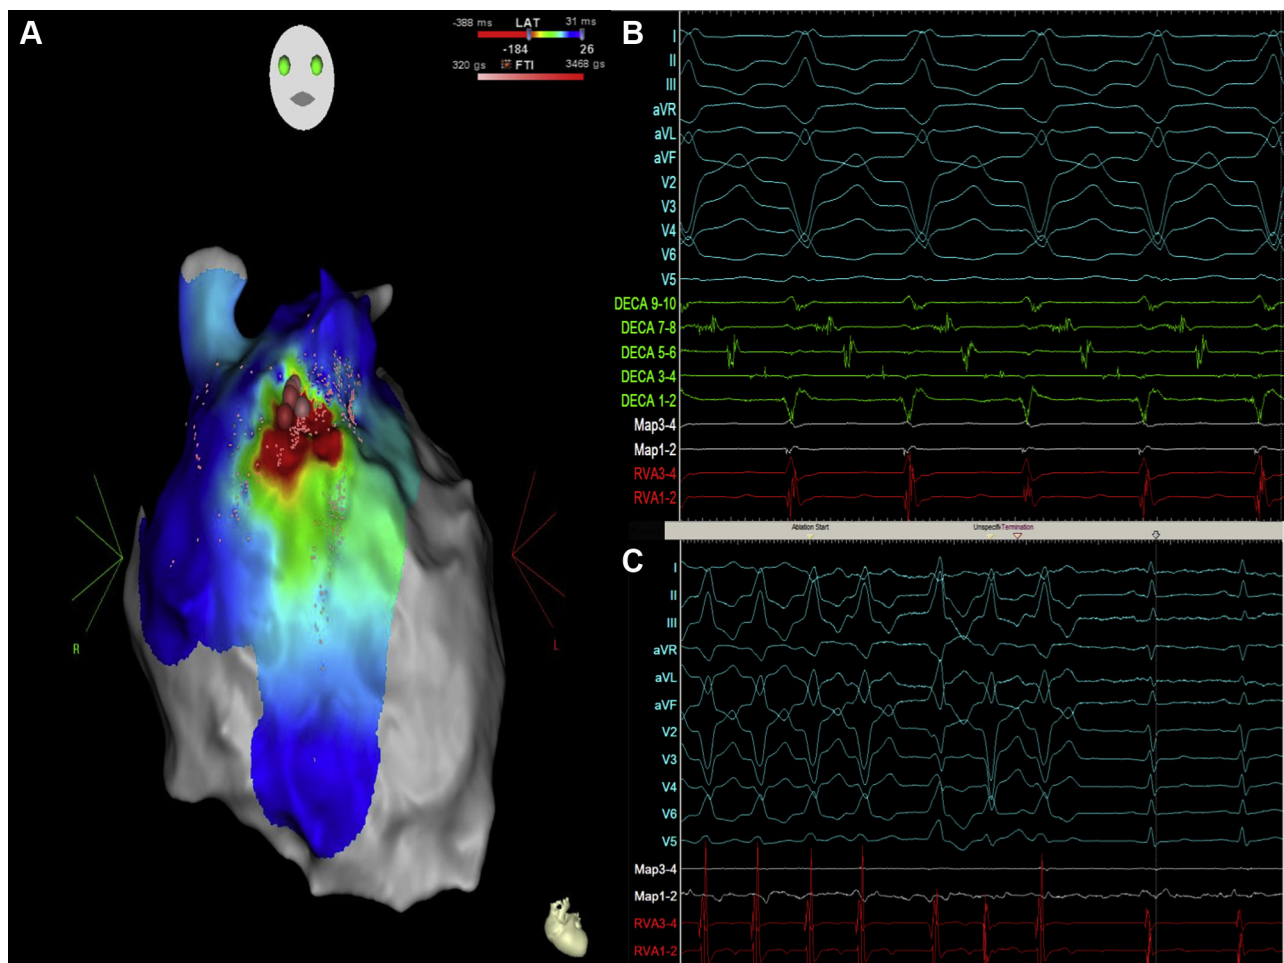 A
-388 ms LAT 31 ms
-184 26
320 gs FTI 3468 gs
R
L
B
I
II
III
aVR
aVL
aVF
V2
V3
V4
V6
V5
DECA 9-10
DECA 7-8
DECA 5-6
DECA 3-4
DECA 1-2
Map3-4
Map1-2
RVA3-4
RVA1-2
Ablation Start Termination
C
I
II
III
aVR
aVL
aVF
V2
V3
V4
V6
V5
Map3-4
Map1-2
RVA3-4
RVA1-2